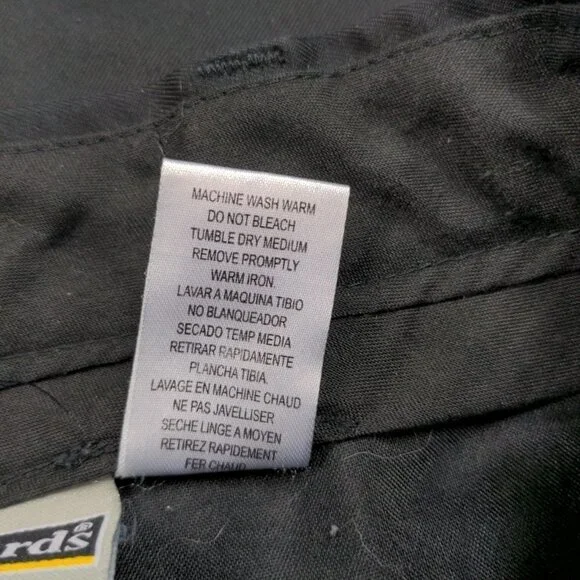 MACHINE WASH WARM
DO NOT BLEACH
TUMBLE DRY MEDIUM
REMOVE PROMPTLY
WARM IRON.
LAVAR A MAQUINA TIBIO
NO BLANQUEADOR
SECADO TEMP MEDIA
RETIRAR RAPIDAMENTE
PLANCHA TIBIA.
LAVAGE EN MACHINE CHAUD
NE PAS JAVELLISER
SECHE LINGE A MOYEN
RETIREZ RAPIDEMENT
FER CHAUD
ards®